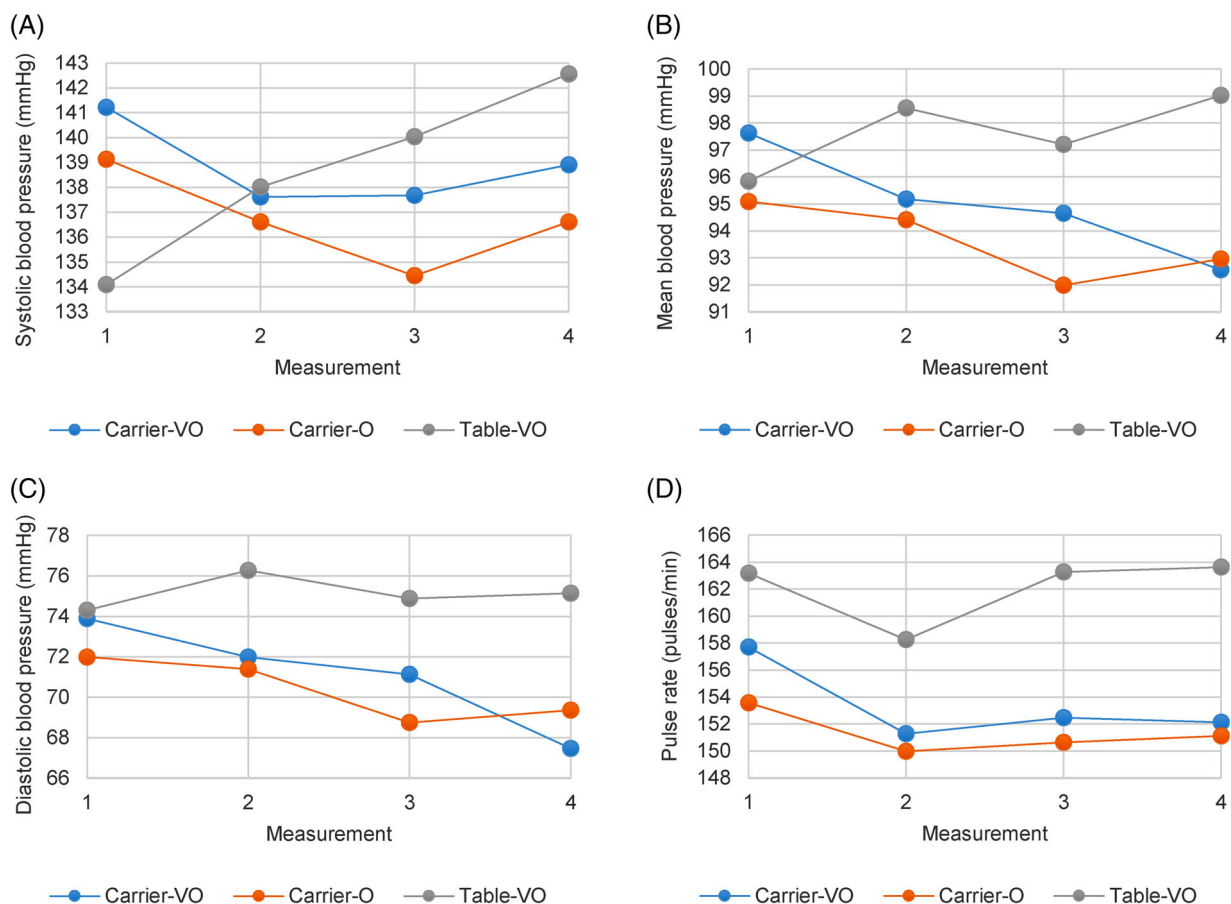 (A)
Systolic blood pressure (mmHg)
143
142
141
140
139
138
137
136
135
134
133
1 2 3 4
Measurement
Carrier-VO Carrier-O Table-VO
(B)
Mean blood pressure (mmHg)
100
99
98
97
96
95
94
93
92
91
1 2 3 4
Measurement
Carrier-VO Carrier-O Table-VO
(C)
Diastolic blood pressure (mmHg)
78
76
74
72
70
68
66
1 2 3 4
Measurement
Carrier-VO Carrier-O Table-VO
(D)
Pulse rate (pulses/min)
166
164
162
160
158
156
154
152
150
148
1 2 3 4
Measurement
Carrier-VO Carrier-O Table-VO